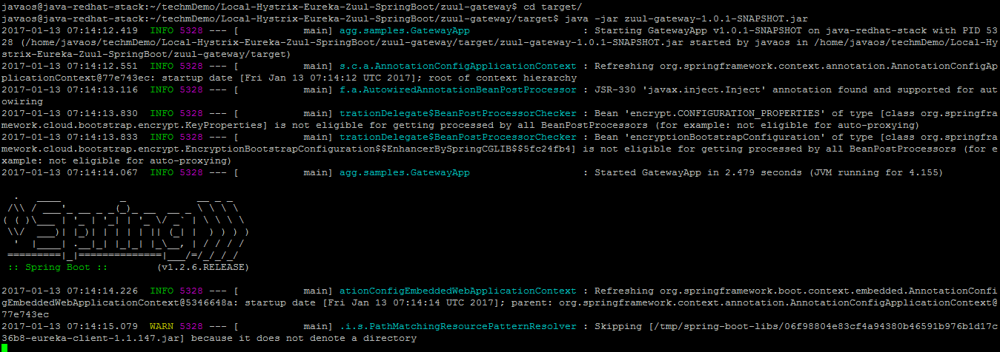 javaos@java-redhat-stack:~/techmDemo/Local-Hystrix-Eureka-Zuul-SpringBoot/zuul-gateway$ cd target/
javaos@java-redhat-stack:~/techmDemo/Local-Hystrix-Eureka-Zuul-SpringBoot/zuul-gateway/target$ java -jar zuul-gateway-1.0.1-SNAPSHOT.jar
2017-01-13 07:14:12.419  INFO 5328 --- [           main] agg.samples.GatewayApp                   : Starting GatewayApp v1.0.1-SNAPSHOT on java-redhat-stack with PID 53
28 (/home/javaos/techmDemo/Local-Hystrix-Eureka-Zuul-SpringBoot/zuul-gateway/target/zuul-gateway-1.0.1-SNAPSHOT.jar started by javaos in /home/javaos/techmDemo/Local-Hy
strix-Eureka-Zuul-SpringBoot/zuul-gateway/target)
2017-01-13 07:14:12.551  INFO 5328 --- [           main] s.c.a.AnnotationConfigApplicationContext : Refreshing org.springframework.context.annotation.AnnotationConfigAp
plicationContext@77e743ec: startup date [Fri Jan 13 07:14:12 UTC 2017]; root of context hierarchy
2017-01-13 07:14:13.116  INFO 5328 --- [           main] f.a.AutowiredAnnotationBeanPostProcessor : JSR-330 'javax.inject.Inject' annotation found and supported for aut
owiring
2017-01-13 07:14:13.830  INFO 5328 --- [           main] trationDelegate$BeanPostProcessorChecker : Bean 'encrypt.CONFIGURATION_PROPERTIES' of type [class org.springfra
mework.cloud.bootstrap.encrypt.KeyProperties] is not eligible for getting processed by all BeanPostProcessors (for example: not eligible for auto-proxying)
2017-01-13 07:14:13.833  INFO 5328 --- [           main] trationDelegate$BeanPostProcessorChecker : Bean 'encryptionBootstrapConfiguration' of type [class org.springfra
mework.cloud.bootstrap.encrypt.EncryptionBootstrapConfiguration$$EnhancerBySpringCGLIB$$5fc24fb4] is not eligible for getting processed by all BeanPostProcessors (for e
xample: not eligible for auto-proxying)
2017-01-13 07:14:14.067  INFO 5328 --- [           main] agg.samples.GatewayApp                   : Started GatewayApp in 2.479 seconds (JVM running for 4.155)
  .   ____          _            __ _ _
 /\\ / ___'_ __ _ _(_)_ __  __ _ \ \ \ \
( ( )\___ | '_ | '_| | '_ \/ _` | \ \ \ \
 \\/  ___)| |_)| | | | | || (_| |  ) ) ) )
  '  |____| .__|_| |_|_| |_\__, | / / / /
 =========|_|==============|___/=/_/_/_/
 :: Spring Boot ::        (v1.2.6.RELEASE)
2017-01-13 07:14:14.226  INFO 5328 --- [           main] ationConfigEmbeddedWebApplicationContext : Refreshing org.springframework.boot.context.embedded.AnnotationConfi
gEmbeddedWebApplicationContext@5346648a: startup date [Fri Jan 13 07:14:14 UTC 2017]; parent: org.springframework.context.annotation.AnnotationConfigApplicationContext@
77e743ec
2017-01-13 07:14:15.079  WARN 5328 --- [           main] .i.s.PathMatchingResourcePatternResolver : Skipping [/tmp/spring-boot-libs/06f98804e83cf4a94380b46591b976b1d17c
36b8-eureka-client-1.1.147.jar] because it does not denote a directory